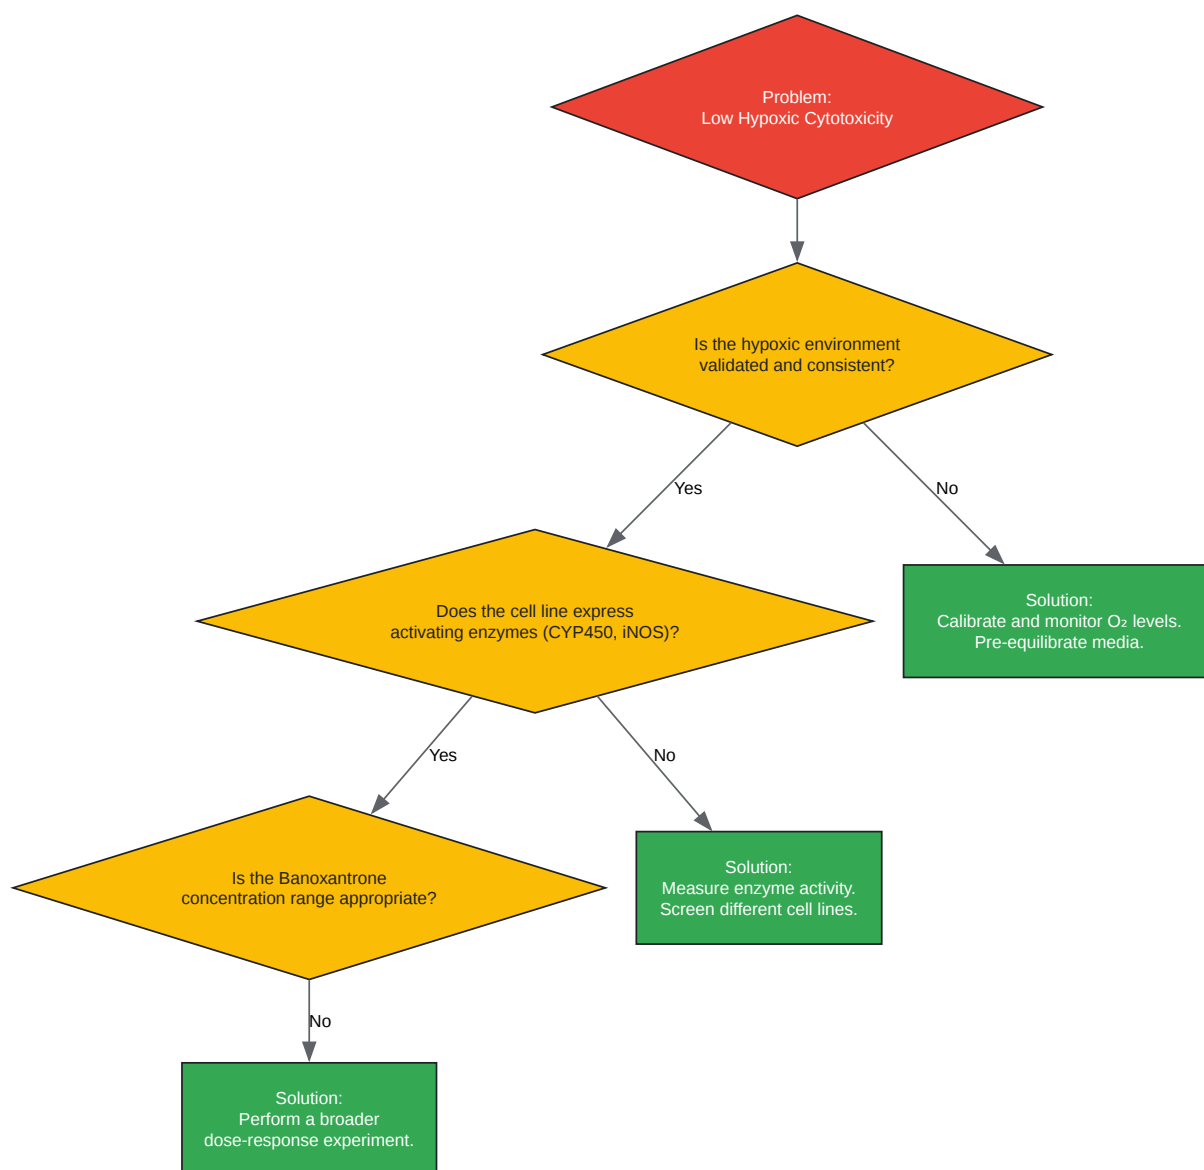 Problem:
Low Hypoxic Cytotoxicity
Is the hypoxic environment
validated and consistent?
Yes
No
Does the cell line express
activating enzymes (CYP450, iNOS)?
Solution:
Calibrate and monitor O₂ levels.
Pre-equilibrate media.
Yes
No
Is the Banoxantrone
concentration range appropriate?
Solution:
Measure enzyme activity.
Screen different cell lines.
No
Solution:
Perform a broader
dose-response experiment.